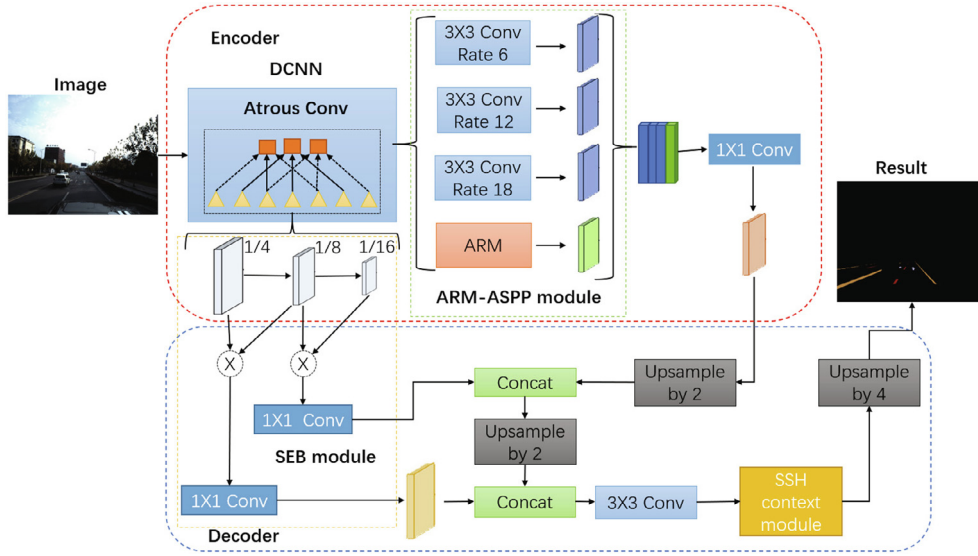 Encoder
DCNN
Image
Atrous Conv
3X3 Conv
Rate 6
3X3 Conv
Rate 12
3X3 Conv
Rate 18
ARM
ARM-ASPP module
1X1 Conv
Result
1/4
1/8
1/16
X
X
1X1 Conv
SEB module
1X1 Conv
Decoder
Concat
Upsample
by 2
Upsample
by 2
Concat
3X3 Conv
SSH
context
module
Upsample
by 4